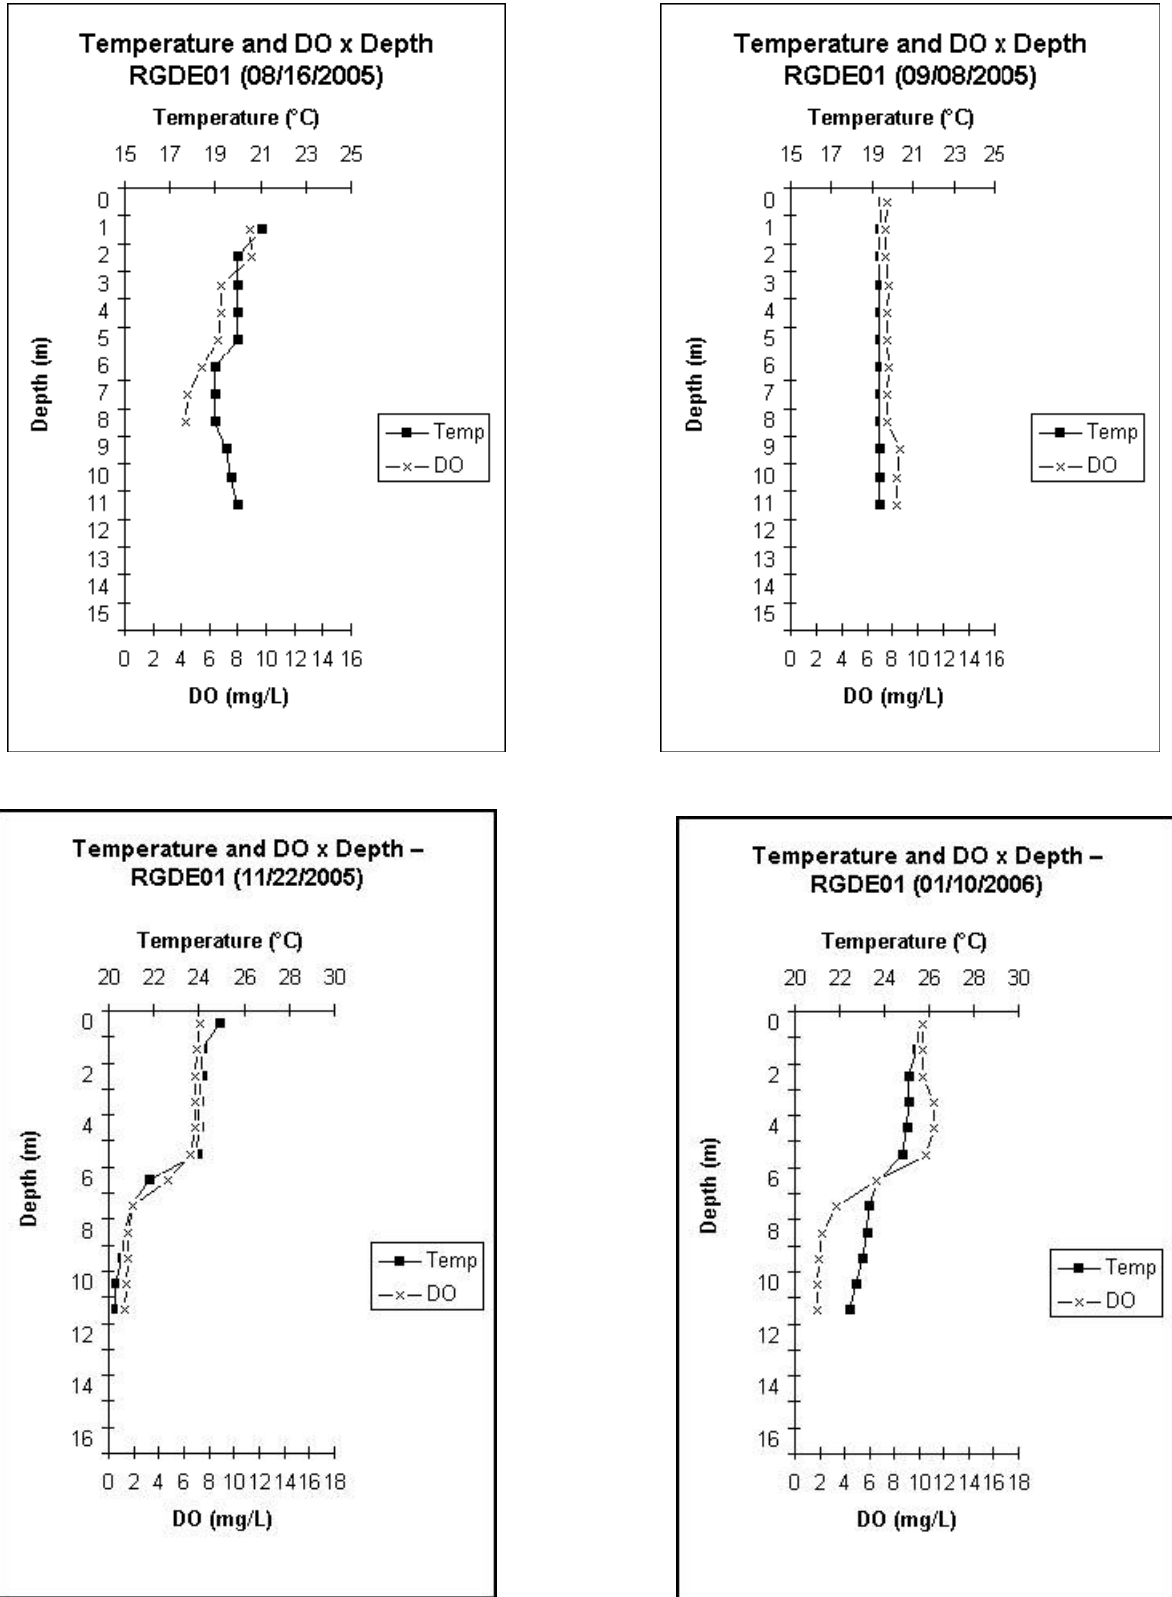 Temperature and DO x Depth
RGDE01 (08/16/2005)
Temperature (°C)
15 17 19 21 23 25
0
1
2
3
4
5
6
7
8
9
10
11
12
13
14
15
Depth (m)
Temp
DO
0 2 4 6 8 10 12 14 16
DO (mg/L)
Temperature and DO x Depth
RGDE01 (09/08/2005)
Temperature (°C)
15 17 19 21 23 25
0
1
2
3
4
5
6
7
8
9
10
11
12
13
14
15
Depth (m)
Temp
DO
0 2 4 6 8 10 12 14 16
DO (mg/L)
Temperature and DO x Depth –
RGDE01 (11/22/2005)
Temperature (°C)
20 22 24 26 28 30
0
2
4
6
8
10
12
14
16
Depth (m)
Temp
DO
0 2 4 6 8 10 12 14 16 18
DO (mg/L)
Temperature and DO x Depth –
RGDE01 (01/10/2006)
Temperature (°C)
20 22 24 26 28 30
0
2
4
6
8
10
12
14
16
Depth (m)
Temp
DO
0 2 4 6 8 10 12 14 16 18
DO (mg/L)